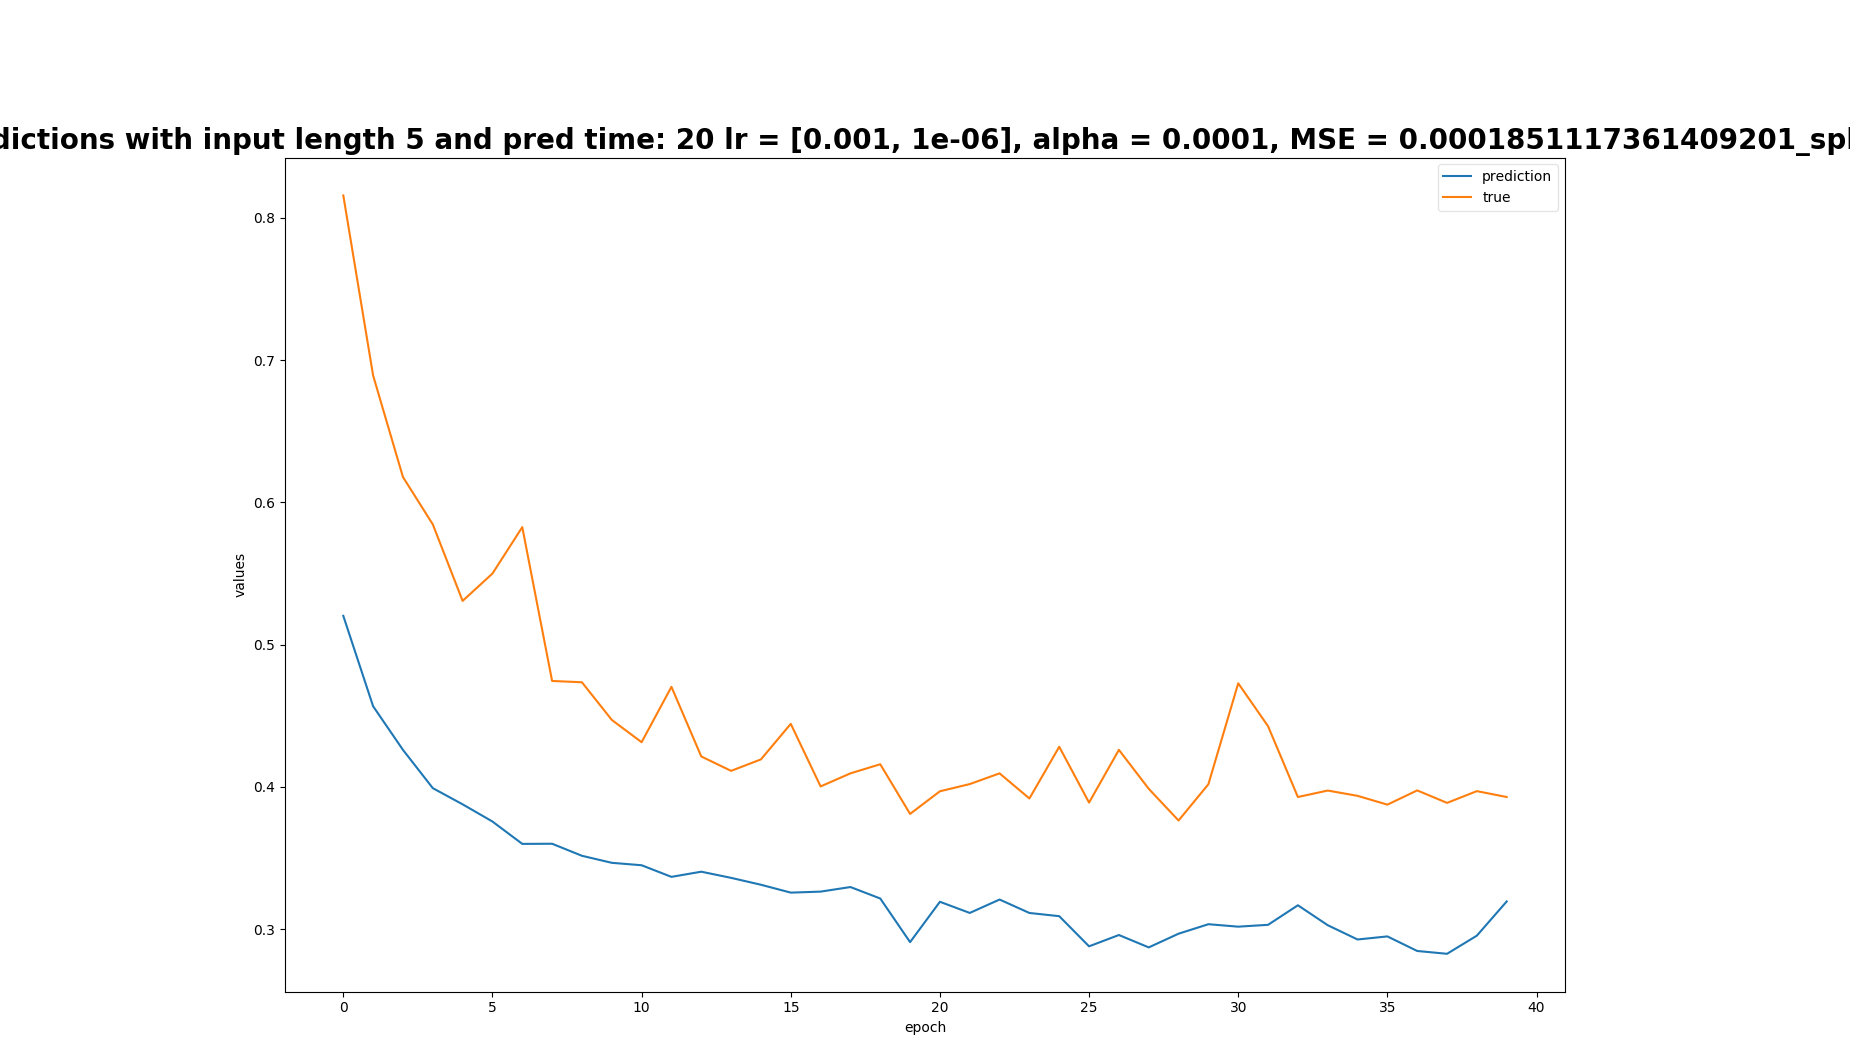 dictions with input length 5 and pred time: 20 lr = [0.001, 1e-06], alpha = 0.0001, MSE = 0.0001851117361409201_spl
prediction
true
0.8
0.7
0.6
0.5
0.4
0.3
values
0 5 10 15 20 25 30 35 40
epoch